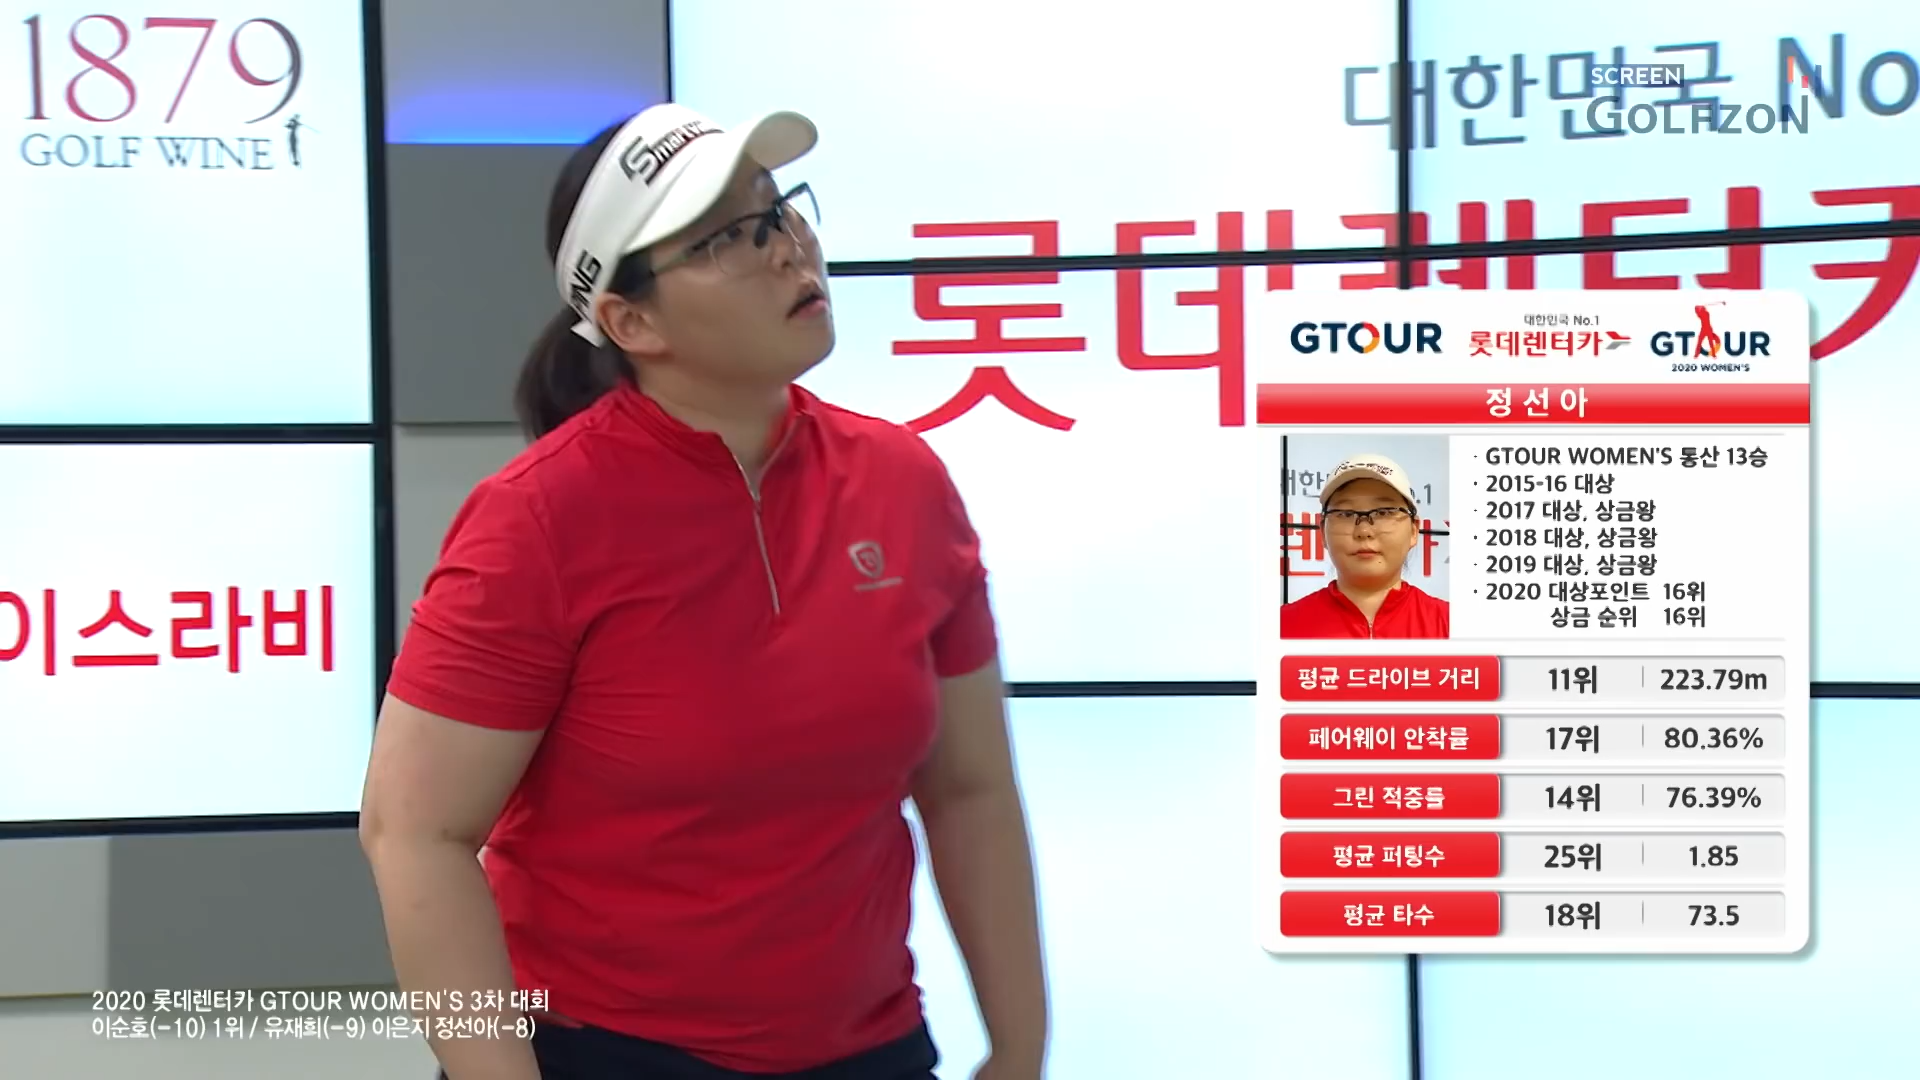 1879
GOLF WINE
Smart
PING
대한민국 No
롯데렌터카
이스라비
SCREEN
GOLFZON
GTOUR
대한민국 No.1
롯데렌터카
GTOUR
2020 WOMEN'S
정선아
· GTOUR WOMEN'S 통산 13승
· 2015-16 대상
· 2017 대상, 상금왕
· 2018 대상, 상금왕
· 2019 대상, 상금왕
· 2020 대상포인트 16위
상금 순위 16위
평균 드라이브 거리 11위 223.79m
페어웨이 안착률 17위 80.36%
그린 적중률 14위 76.39%
평균 퍼팅수 25위 1.85
평균 타수 18위 73.5
2020 롯데렌터카 GTOUR WOMEN'S 3차 대회
이순호(-10) 1위 / 유재희(-9) 이은지 정선아(-8)